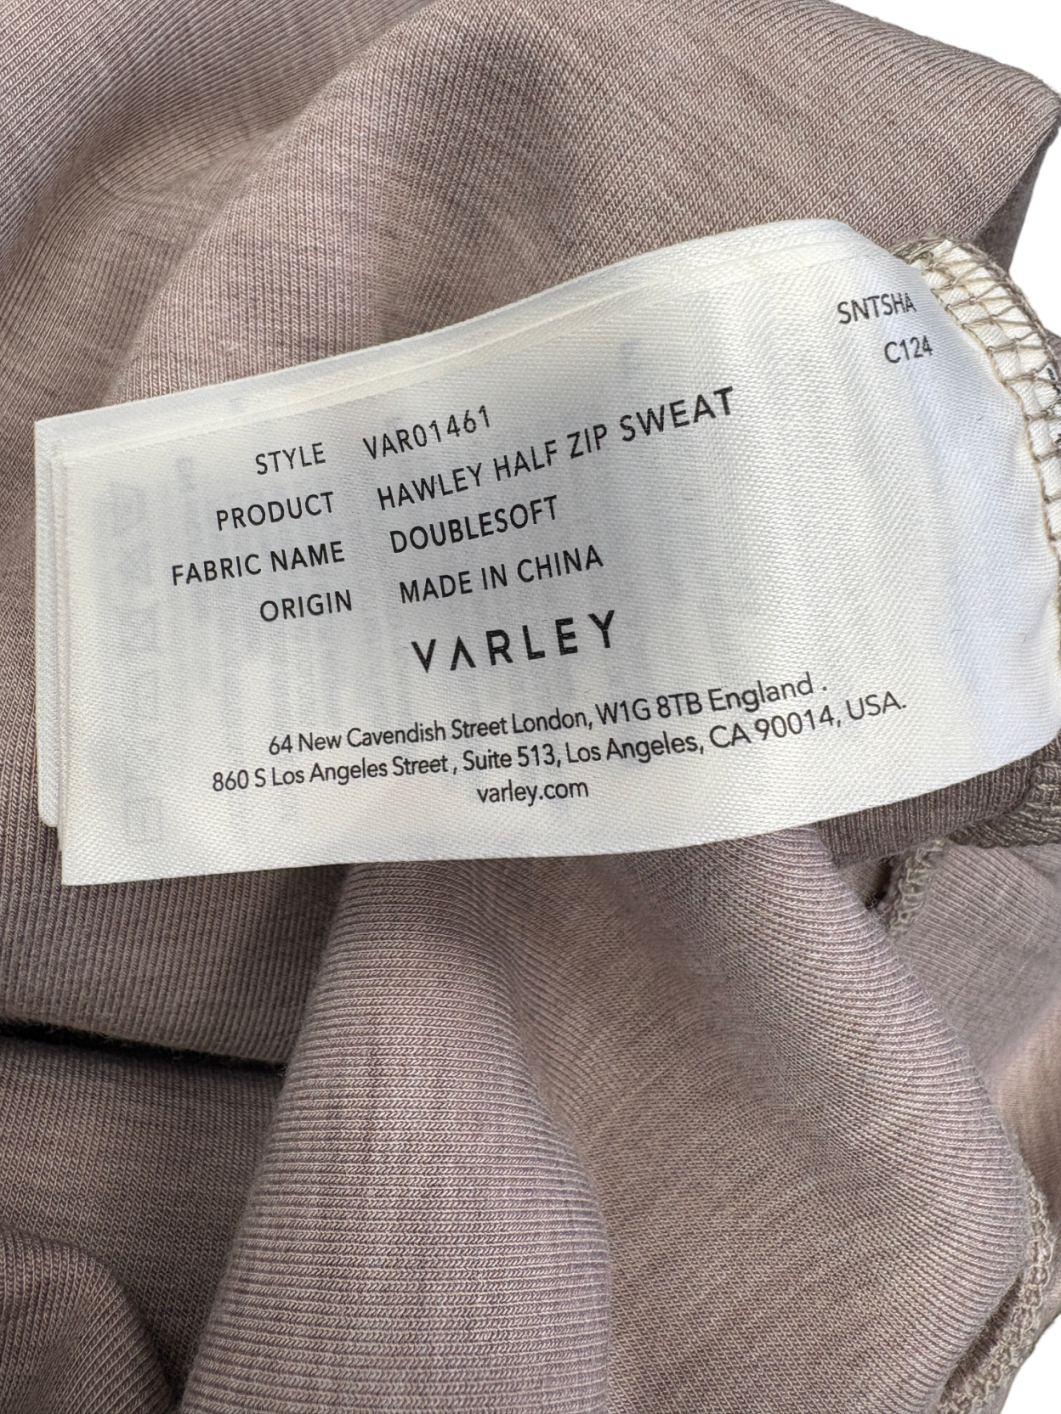 SNTSHA
C124
STYLE VAR01461
PRODUCT HAWLEY HALF ZIP SWEAT
FABRIC NAME DOUBLESOFT
ORIGIN MADE IN CHINA
VARLEY
64 New Cavendish Street London, W1G 8TB England .
860 S Los Angeles Street , Suite 513, Los Angeles, CA 90014, USA.
varley.com